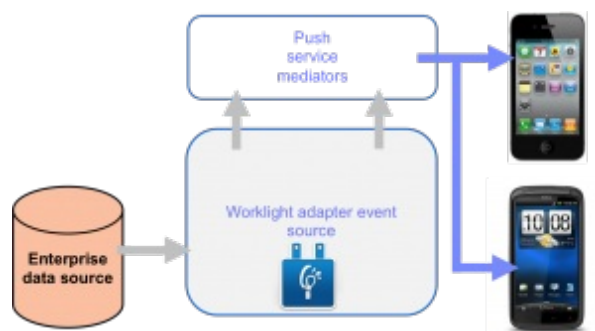 Push
service
mediators
Worklight adapter event
source
Enterprise
data source
10 08